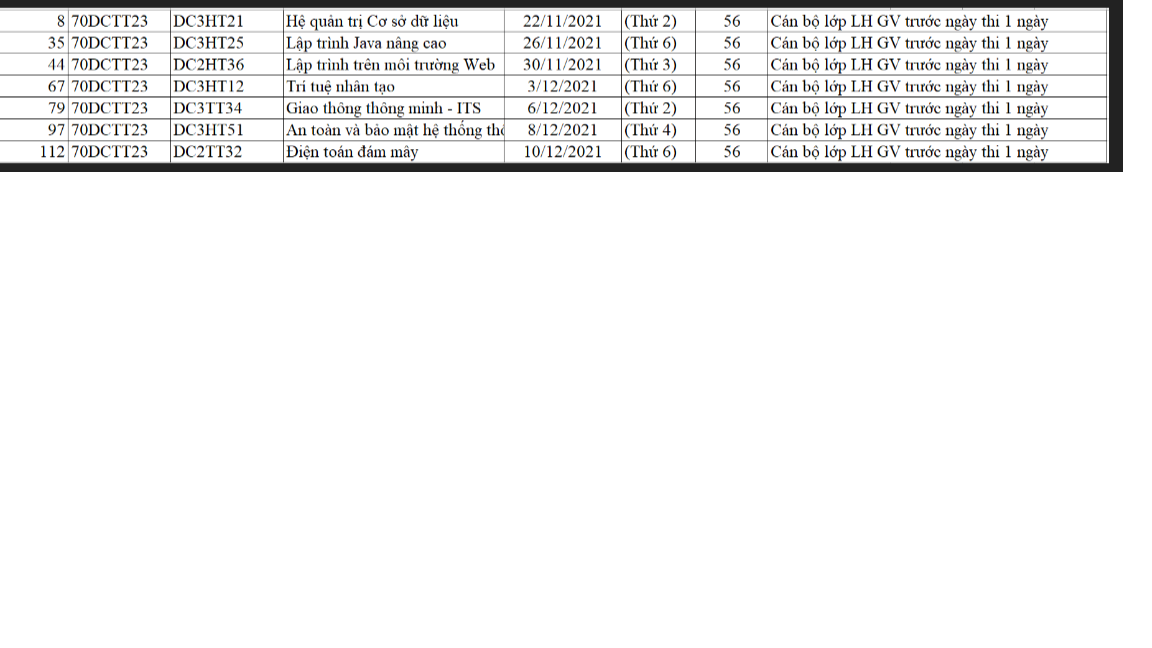 8 70DCTT23 DC3HT21 Hệ quản trị Cơ sở dữ liệu 22/11/2021 (Thứ 2) 56 Cán bộ lớp LH GV trước ngày thi 1 ngày
35 70DCTT23 DC3HT25 Lập trình Java nâng cao 26/11/2021 (Thứ 6) 56 Cán bộ lớp LH GV trước ngày thi 1 ngày
44 70DCTT23 DC2HT36 Lập trình trên môi trường Web 30/11/2021 (Thứ 3) 56 Cán bộ lớp LH GV trước ngày thi 1 ngày
67 70DCTT23 DC3HT12 Trí tuệ nhân tạo 3/12/2021 (Thứ 6) 56 Cán bộ lớp LH GV trước ngày thi 1 ngày
79 70DCTT23 DC3TT34 Giao thông thông minh - ITS 6/12/2021 (Thứ 2) 56 Cán bộ lớp LH GV trước ngày thi 1 ngày
97 70DCTT23 DC3HT51 An toàn và bảo mật hệ thống 8/12/2021 (Thứ 4) 56 Cán bộ lớp LH GV trước ngày thi 1 ngày
112 70DCTT23 DC2TT32 Điện toán đám mây 10/12/2021 (Thứ 6) 56 Cán bộ lớp LH GV trước ngày thi 1 ngày